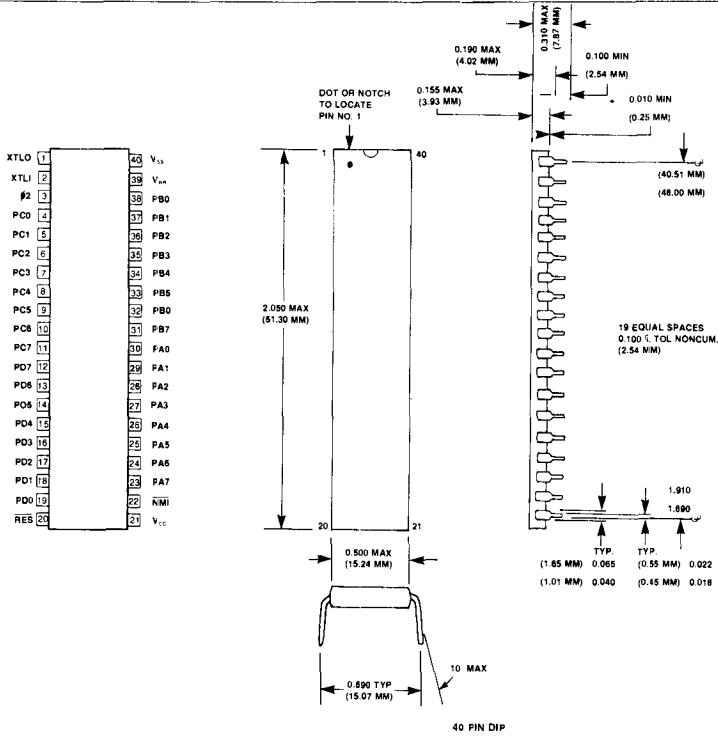 0.310 MAX
(7.87 MM)
0.190 MAX
(4.02 MM)
0.100 MIN
(2.54 MM)
0.155 MAX
(3.93 MM)
0.010 MIN
(0.25 MM)
DOT OR NOTCH
TO LOCATE
PIN NO. 1
1 40
XTLO 1 40 Vss
XTLI 2 39 VRR
ϕ2 3 38 PB0
PC0 4 37 PB1
PC1 5 36 PB2
PC2 6 35 PB3
PC3 7 34 PB4
PC4 8 33 PB5
PC5 9 32 PB0
PC6 10 31 PB7
PC7 11 30 PA0
PD7 12 29 PA1
PD6 13 28 PA2
PO5 14 27 PA3
PD4 15 26 PA4
PD3 16 25 PA5
PD2 17 24 PA6
PD1 18 23 PA7
PD0 19 22 NMI
RES 20 21 Vcc
2.050 MAX
(51.30 MM)
(40.51 MM)
(48.00 MM)
19 EQUAL SPACES
0.100 TOL NONCUM.
(2.54 MM)
1.910
1.690
20 21
0.500 MAX
(15.24 MM)
TYP. TYP.
(1.65 MM) 0.065 (0.55 MM) 0.022
(1.01 MM) 0.040 (0.45 MM) 0.018
10 MAX
0.690 TYP
(15.07 MM)
40 PIN DIP